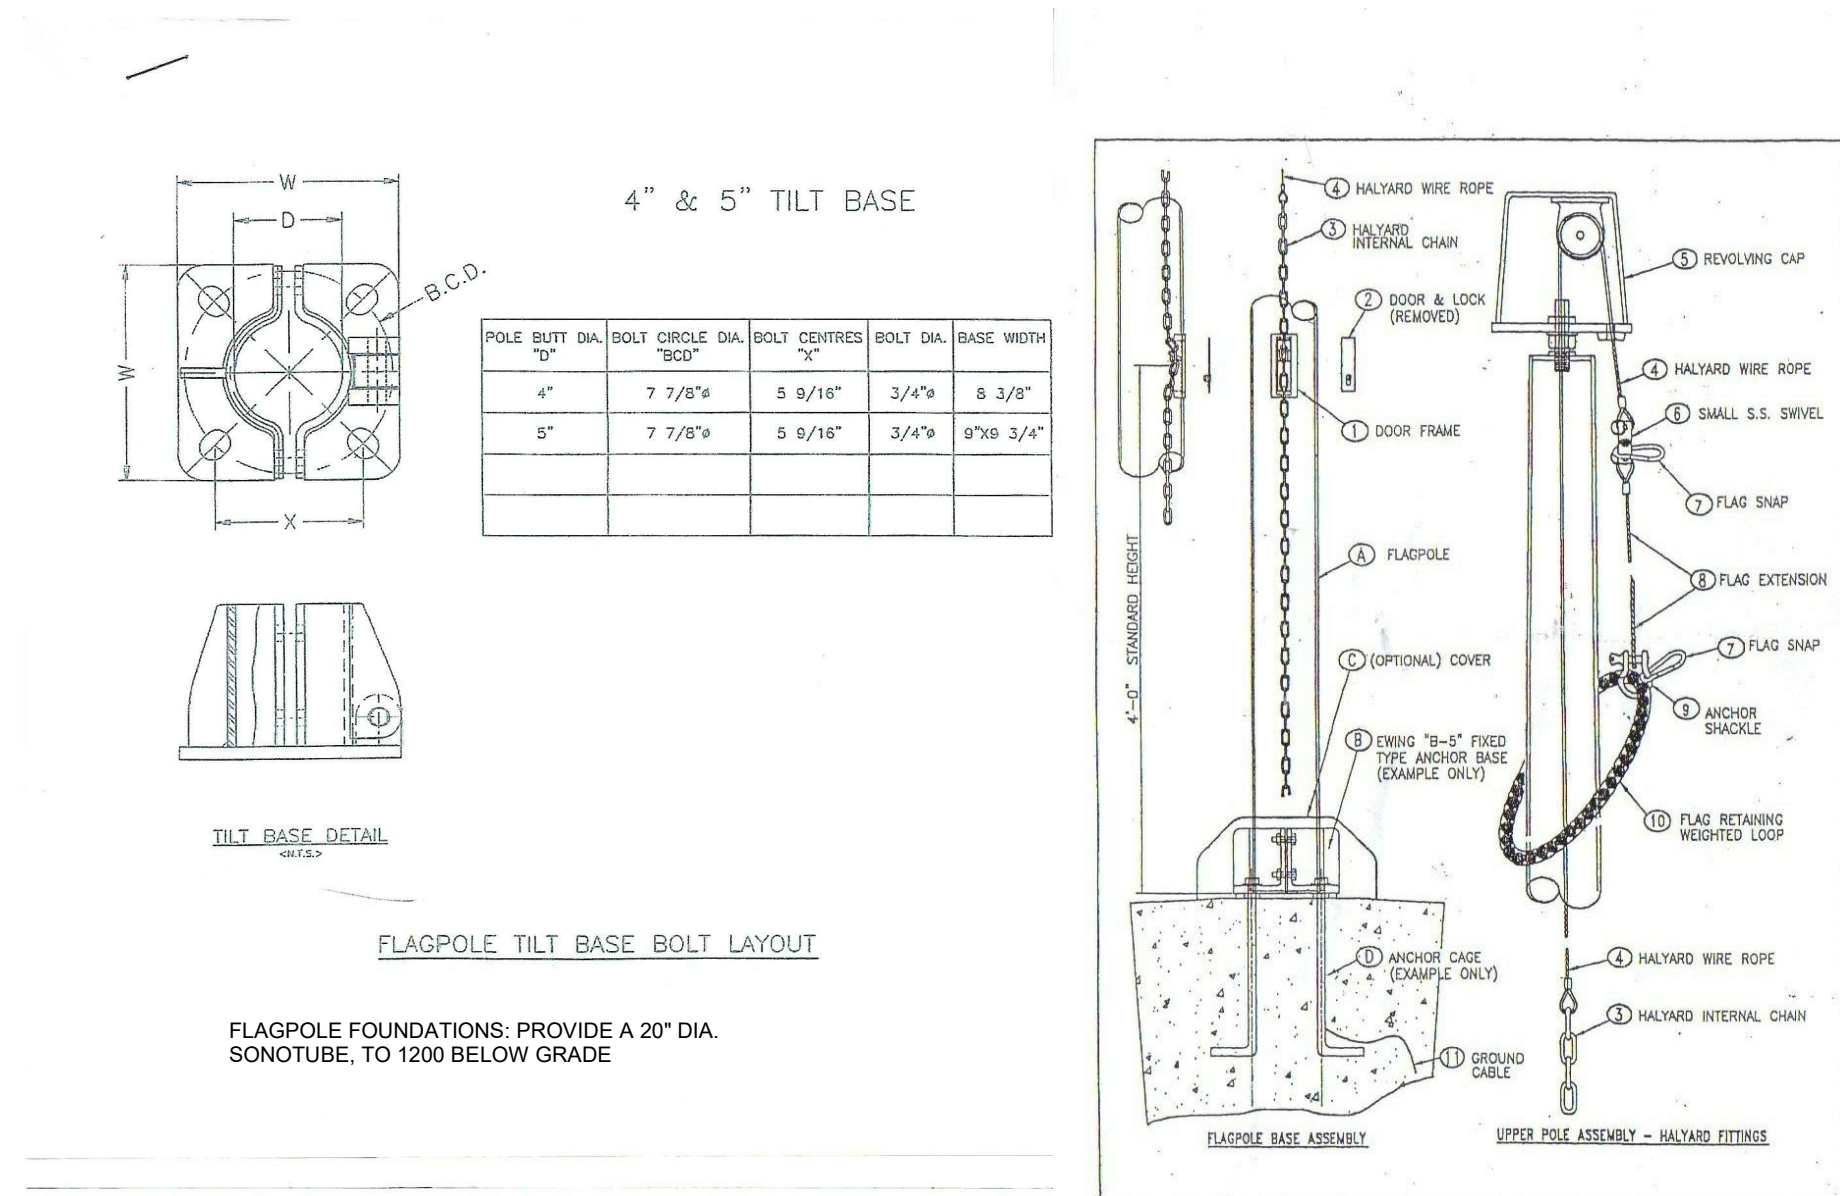 W
D
B.C.D.
W
X
4" & 5" TILT BASE
POLE BUTT DIA. "D" BOLT CIRCLE DIA. "BCD" BOLT CENTRES "X" BOLT DIA. BASE WIDTH
4" 7 7/8"ø 5 9/16" 3/4"ø 8 3/8"
5" 7 7/8"ø 5 9/16" 3/4"ø 9"X9 3/4"
TILT BASE DETAIL
<N.T.S.>
FLAGPOLE TILT BASE BOLT LAYOUT
FLAGPOLE FOUNDATIONS: PROVIDE A 20" DIA.
SONOTUBE, TO 1200 BELOW GRADE
4 HALYARD WIRE ROPE
3 HALYARD
INTERNAL CHAIN
2 DOOR & LOCK
(REMOVED)
1 DOOR FRAME
A FLAGPOLE
4'-0" STANDARD HEIGHT
C (OPTIONAL) COVER
B EWING "B-5" FIXED
TYPE ANCHOR BASE
(EXAMPLE ONLY)
D ANCHOR CAGE
(EXAMPLE ONLY)
11 GROUND
CABLE
FLAGPOLE BASE ASSEMBLY
5 REVOLVING CAP
4 HALYARD WIRE ROPE
6 SMALL S.S. SWIVEL
7 FLAG SNAP
8 FLAG EXTENSION
7 FLAG SNAP
9 ANCHOR
SHACKLE
10 FLAG RETAINING
WEIGHTED LOOP
4 HALYARD WIRE ROPE
3 HALYARD INTERNAL CHAIN
UPPER POLE ASSEMBLY - HALYARD FITTINGS